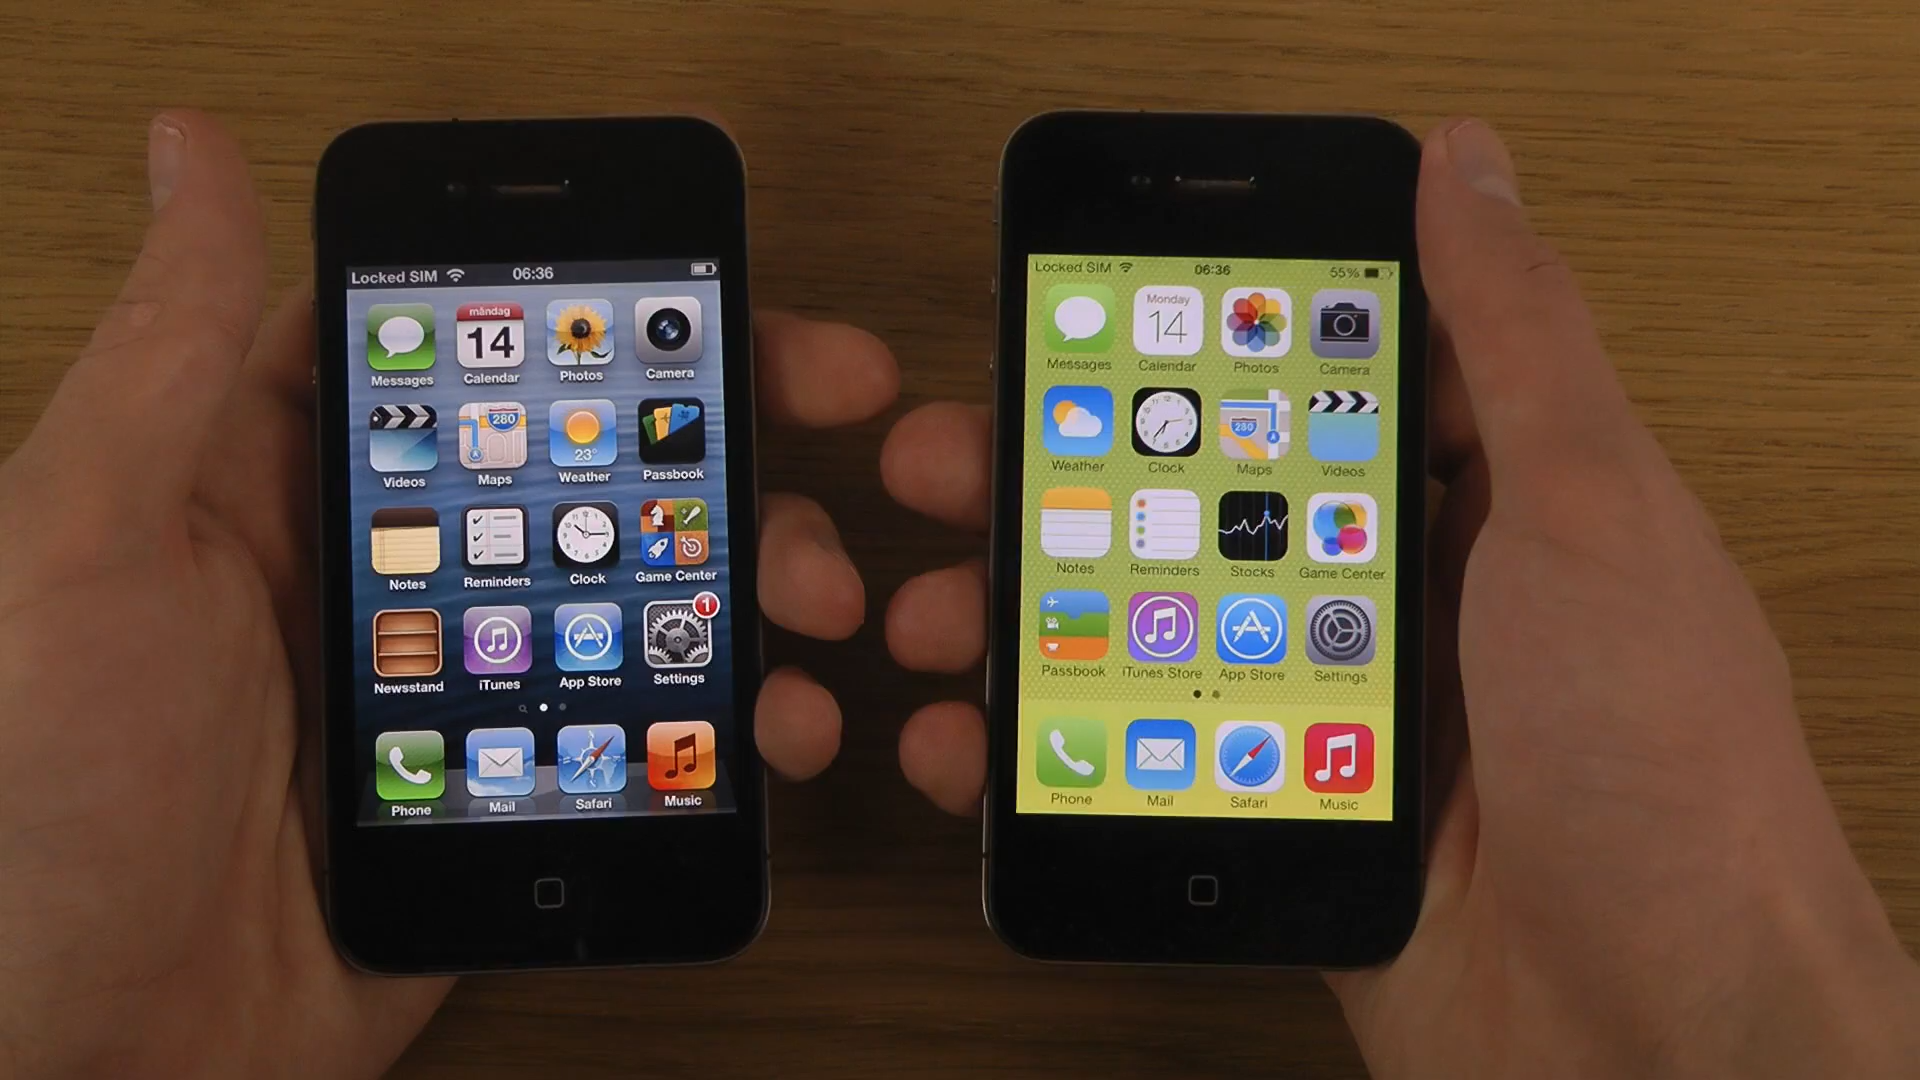 Locked SIM 06:36
måndag
14
Messages Calendar Photos Camera
280
23°
Videos Maps Weather Passbook
Notes Reminders Clock Game Center
1
Newsstand iTunes App Store Settings
Phone Mail Safari Music
Locked SIM 06:36 55%
Monday
14
Messages Calendar Photos Camera
280
Weather Clock Maps Videos
Notes Reminders Stocks Game Center
Passbook iTunes Store App Store Settings
Phone Mail Safari Music